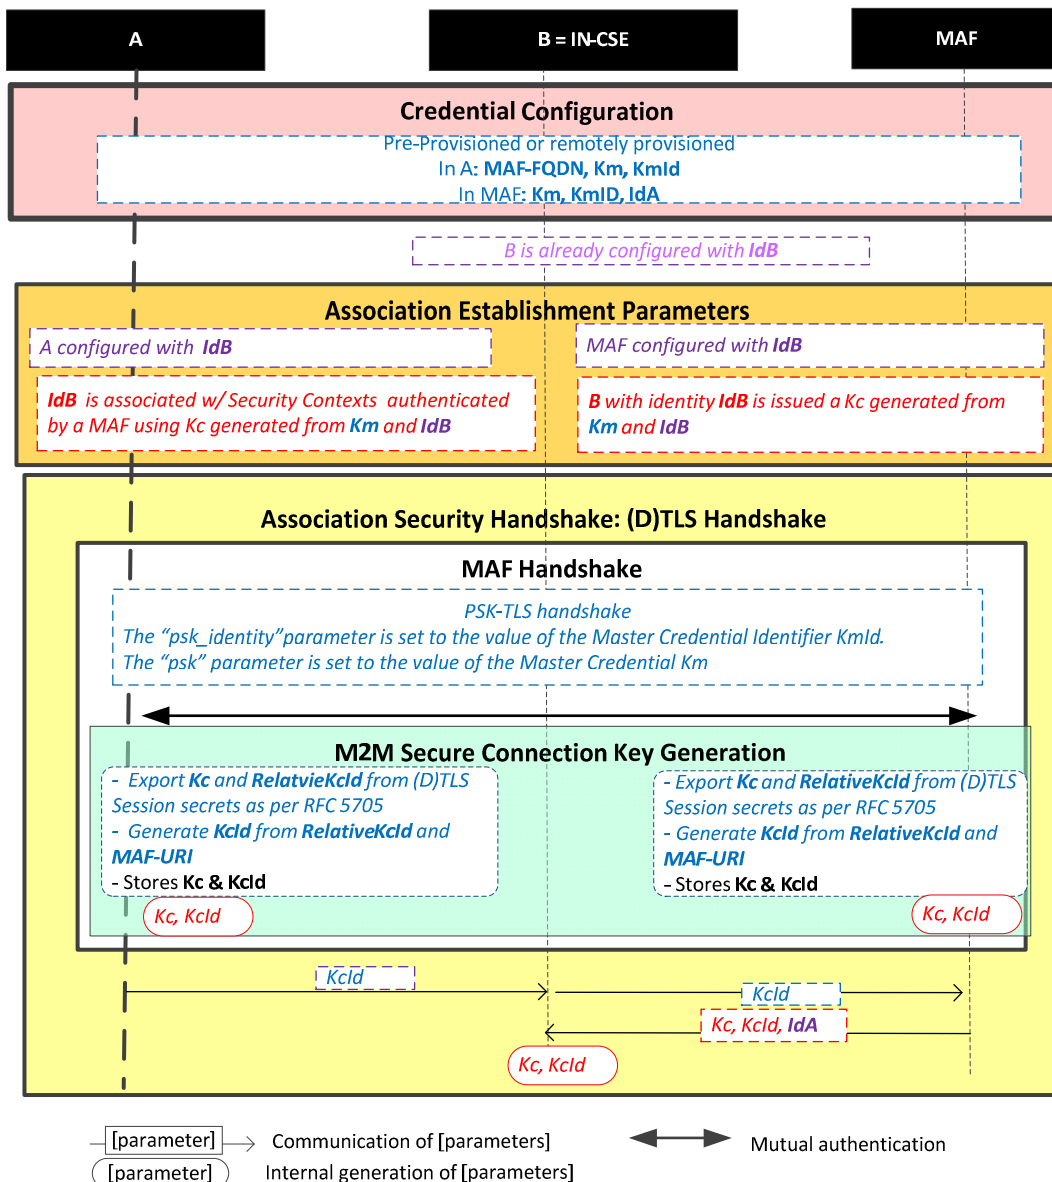 A
B = IN-CSE
MAF
Credential Configuration
Pre-Provisioned or remotely provisioned
In A: MAF-FQDN, Km, KmId
In MAF: Km, KmID, IdA
B is already configured with IdB
Association Establishment Parameters
A configured with IdB
MAF configured with IdB
IdB is associated w/ Security Contexts authenticated
by a MAF using Kc generated from Km and IdB
B with identity IdB is issued a Kc generated from
Km and IdB
Association Security Handshake: (D)TLS Handshake
MAF Handshake
PSK-TLS handshake
The “psk_identity”parameter is set to the value of the Master Credential Identifier KmId.
The “psk” parameter is set to the value of the Master Credential Km
M2M Secure Connection Key Generation
- Export Kc and RelatvieKcId from (D)TLS
Session secrets as per RFC 5705
- Generate KcId from RelativeKcId and
MAF-URI
- Stores Kc & KcId
Kc, KcId
- Export Kc and RelativeKcId from (D)TLS
Session secrets as per RFC 5705
- Generate KcId from RelativeKcId and
MAF-URI
- Stores Kc & KcId
Kc, KcId
KcId
KcId
Kc, KcId, IdA
Kc, KcId
[parameter]
Communication of [parameters]
Mutual authentication
[parameter]
Internal generation of [parameters]